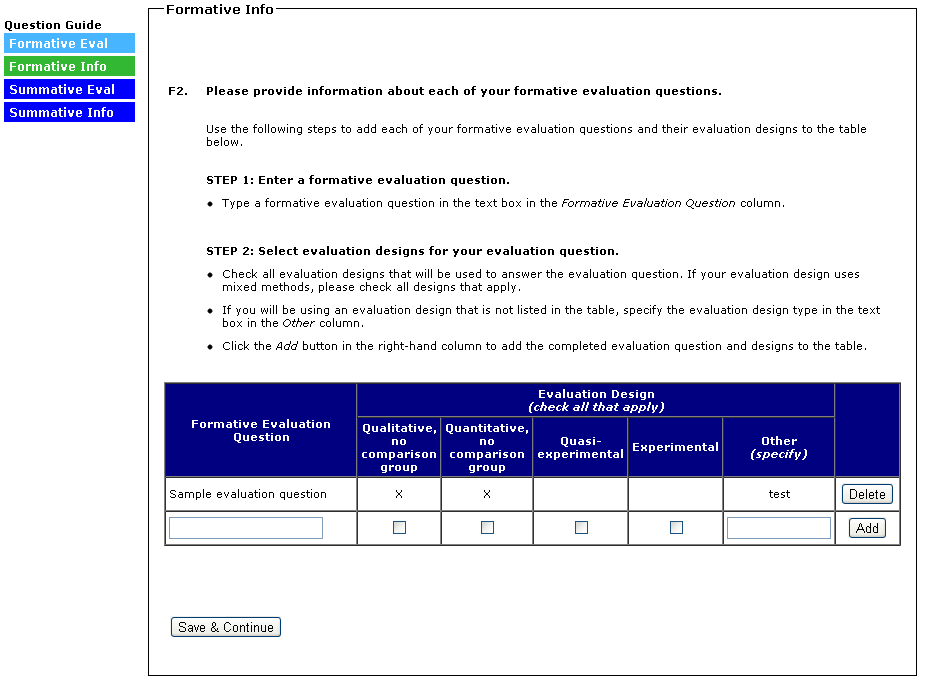 Formative Info
Question Guide
Formative Eval
Formative Info
Summative Eval
Summative Info
F2. Please provide information about each of your formative evaluation questions.
Use the following steps to add each of your formative evaluation questions and their evaluation designs to the table
below.
STEP 1: Enter a formative evaluation question.
• Type a formative evaluation question in the text box in the Formative Evaluation Question column.
STEP 2: Select evaluation designs for your evaluation question.
• Check all evaluation designs that will be used to answer the evaluation question. If your evaluation design uses
mixed methods, please check all designs that apply.
• If you will be using an evaluation design that is not listed in the table, specify the evaluation design type in the text
box in the Other column.
• Click the Add button in the right-hand column to add the completed evaluation question and designs to the table.
Formative Evaluation
Question
Evaluation Design
(check all that apply)
Qualitative,
no
comparison
group
Quantitative,
no
comparison
group
Quasi-
experimental
Experimental
Other
(specify)
Sample evaluation question X X test Delete
Add
Save & Continue